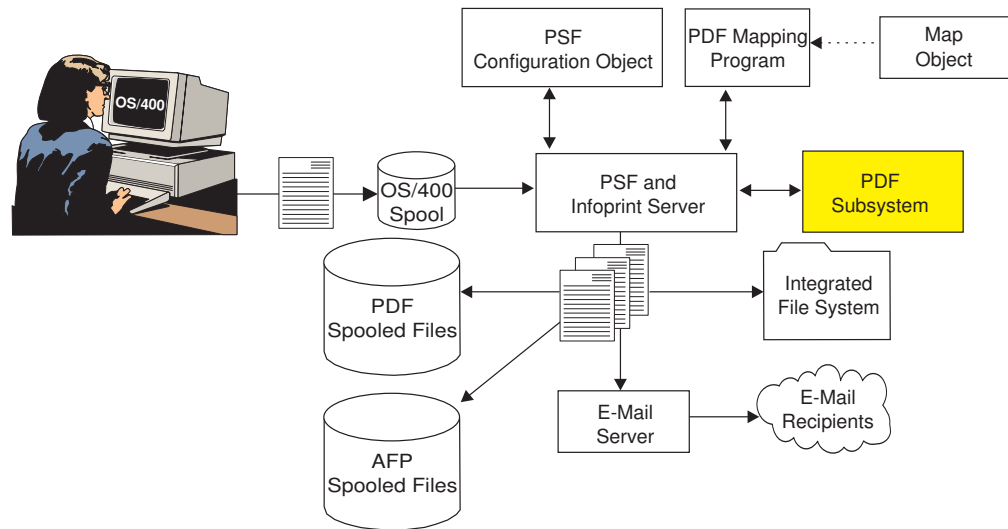 PSF
Configuration Object
PDF Mapping
Program
Map
Object
OS/400
OS/400
Spool
PSF and
Infoprint Server
PDF
Subsystem
PDF
Spooled Files
Integrated
File System
AFP
Spooled Files
E-Mail
Server
E-Mail
Recipients